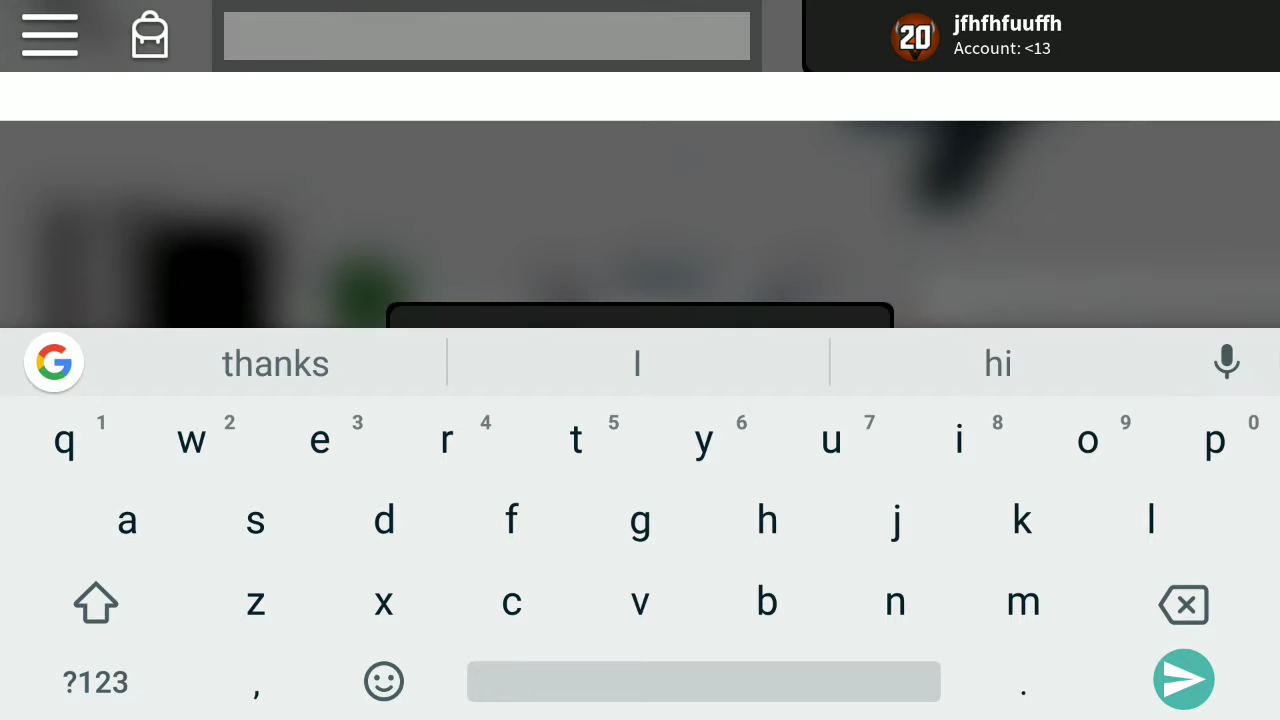 20
jfhfhfuuffh
Account: <13
G thanks I hi
q 1 w 2 e 3 r 4 t 5 y 6 u 7 i 8 o 9 p 0
a s d f g h j k l
z x c v b n m
?123 , .